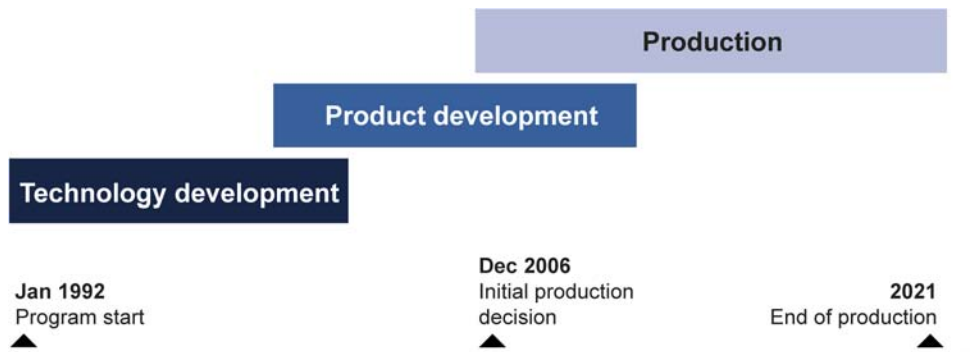 Production
Product development
Technology development
Jan 1992
Program start
Dec 2006
Initial production
decision
2021
End of production